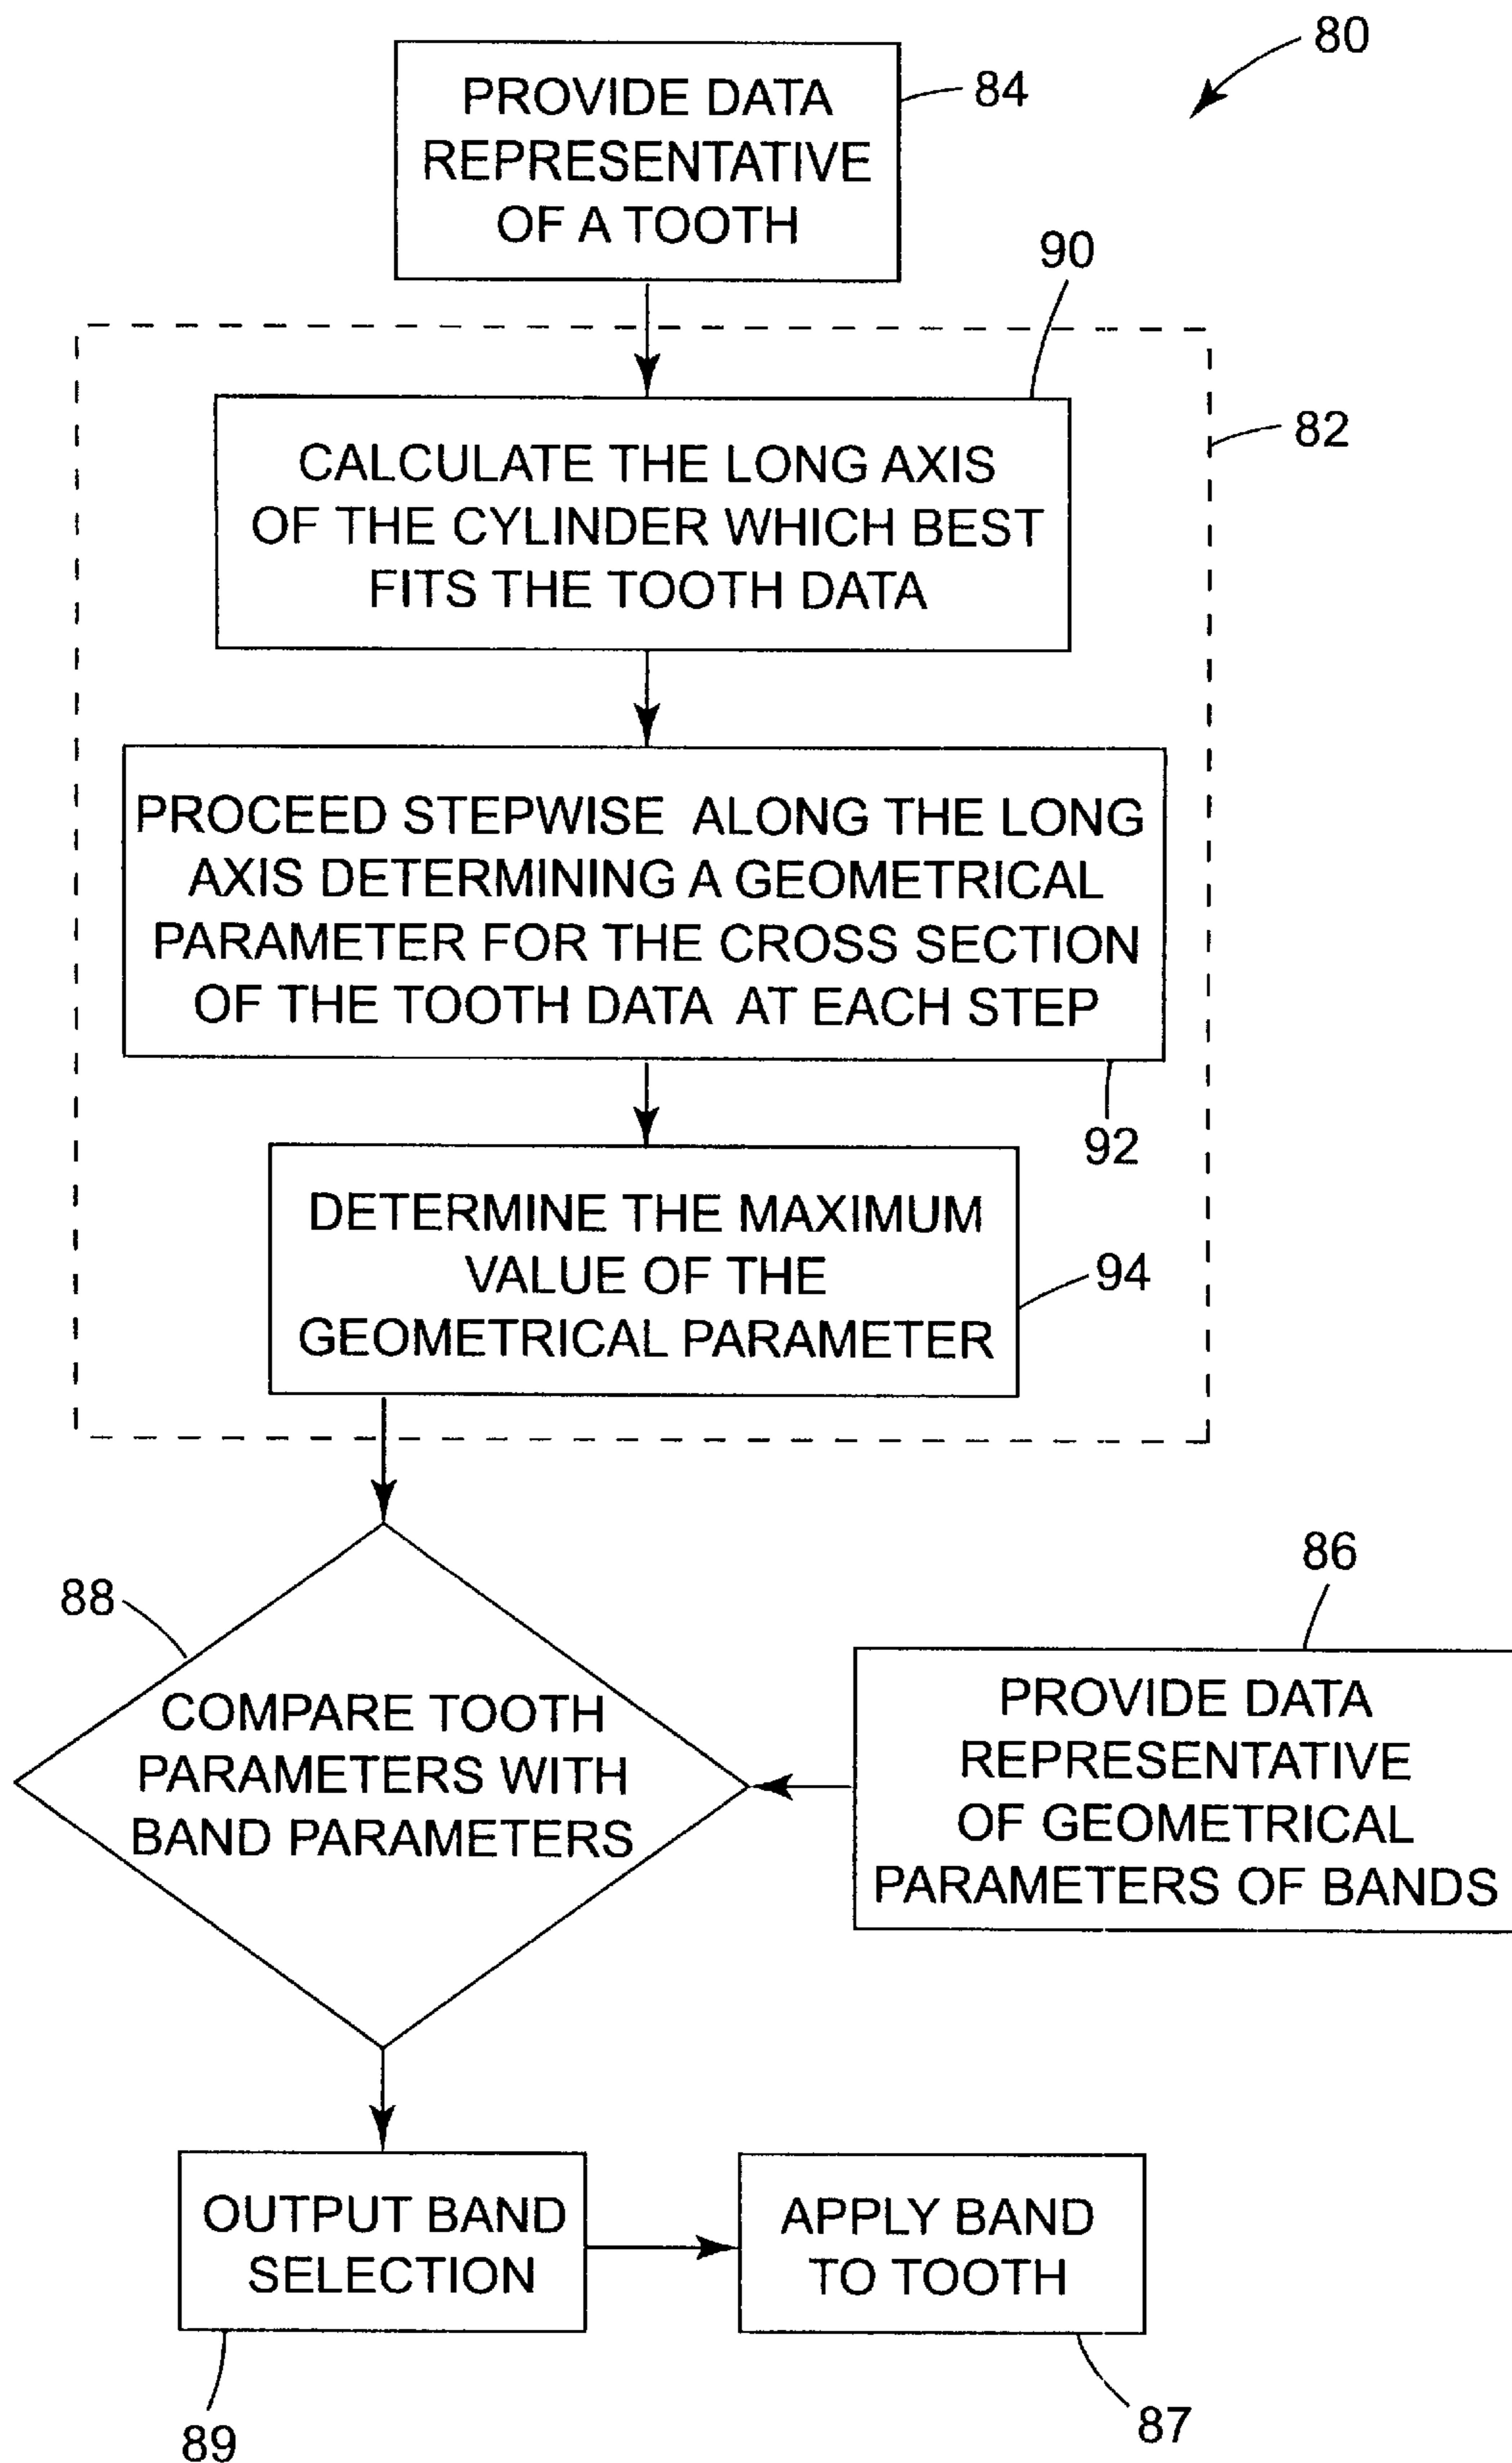 80
PROVIDE DATA
REPRESENTATIVE
OF A TOOTH
84
90
82
CALCULATE THE LONG AXIS
OF THE CYLINDER WHICH BEST
FITS THE TOOTH DATA
PROCEED STEPWISE ALONG THE LONG
AXIS DETERMINING A GEOMETRICAL
PARAMETER FOR THE CROSS SECTION
OF THE TOOTH DATA AT EACH STEP
92
DETERMINE THE MAXIMUM
VALUE OF THE
GEOMETRICAL PARAMETER
94
88
COMPARE TOOTH
PARAMETERS WITH
BAND PARAMETERS
86
PROVIDE DATA
REPRESENTATIVE
OF GEOMETRICAL
PARAMETERS OF BANDS
OUTPUT BAND
SELECTION
89
APPLY BAND
TO TOOTH
87